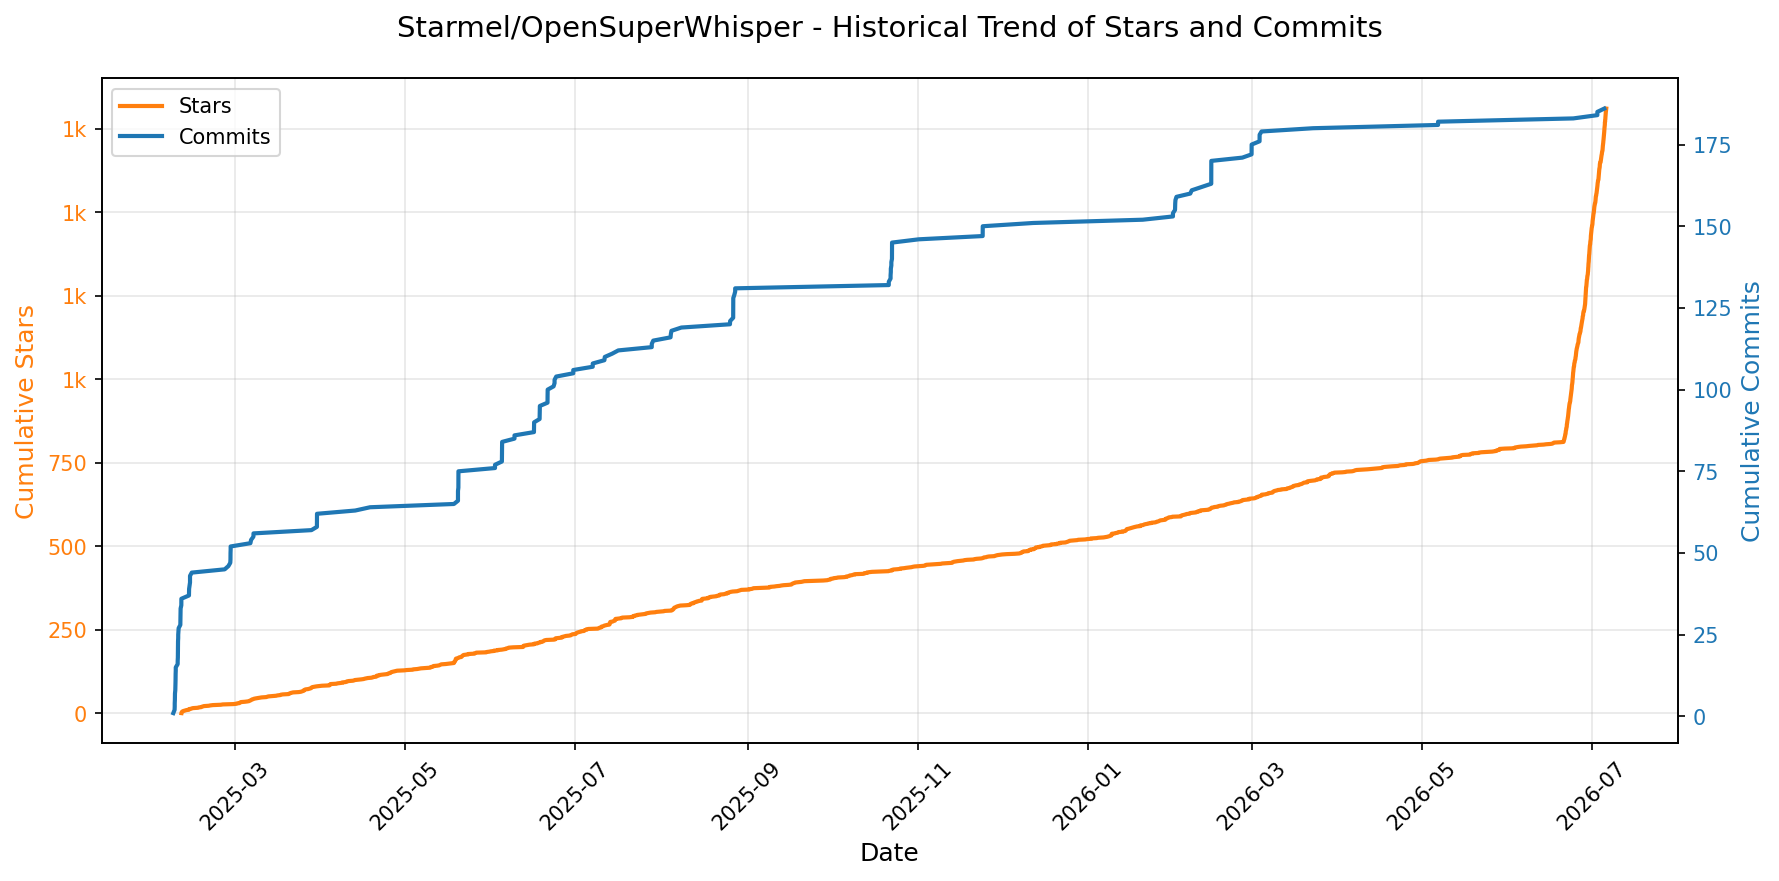 Starmel/OpenSuperWhisper - Historical Trend of Stars and Commits
Stars
Commits
Cumulative Stars
1k
1k
1k
1k
750
500
250
0
Cumulative Commits
175
150
125
100
75
50
25
0
2025-03
2025-05
2025-07
2025-09
2025-11
2026-01
2026-03
2026-05
2026-07
Date